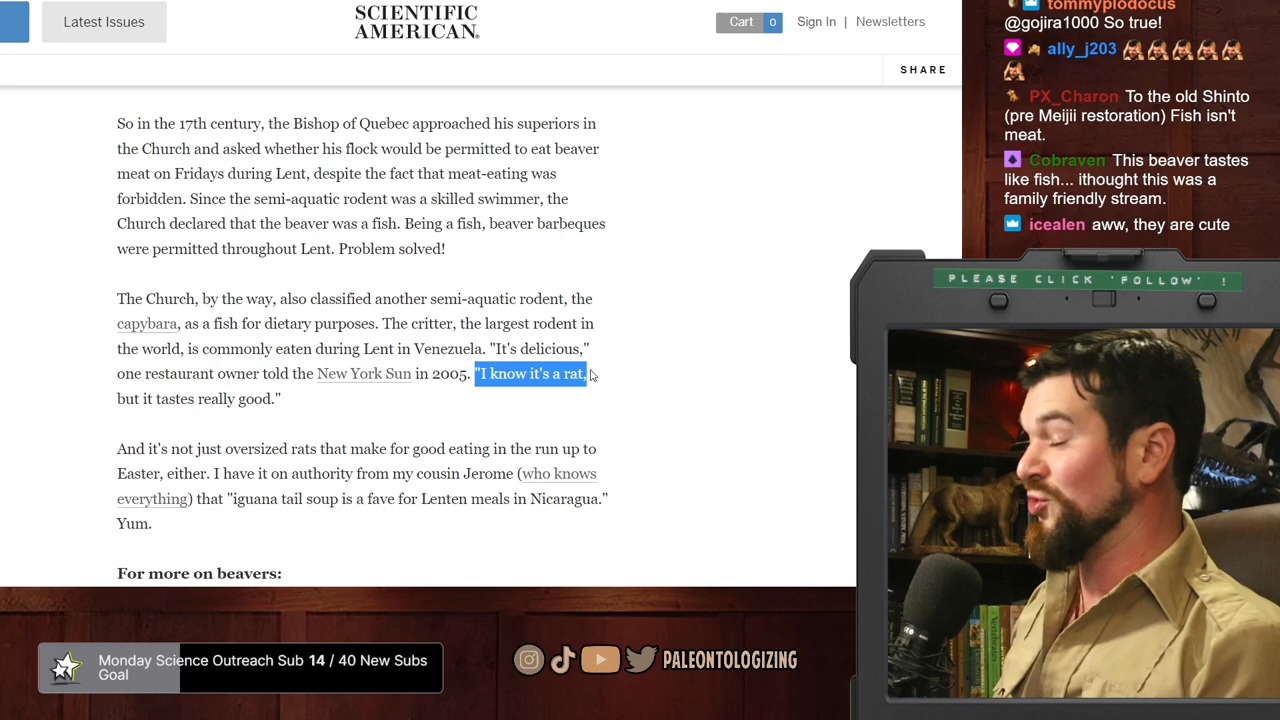 Latest Issues
SCIENTIFIC
AMERICAN
Cart 0
Sign In | Newsletters
SHARE
So in the 17th century, the Bishop of Quebec approached his superiors in
the Church and asked whether his flock would be permitted to eat beaver
meat on Fridays during Lent, despite the fact that meat-eating was
forbidden. Since the semi-aquatic rodent was a skilled swimmer, the
Church declared that the beaver was a fish. Being a fish, beaver barbeques
were permitted throughout Lent. Problem solved!
The Church, by the way, also classified another semi-aquatic rodent, the
capybara, as a fish for dietary purposes. The critter, the largest rodent in
the world, is commonly eaten during Lent in Venezuela. "It's delicious,"
one restaurant owner told the New York Sun in 2005. "I know it's a rat,
but it tastes really good."
And it's not just oversized rats that make for good eating in the run up to
Easter, either. I have it on authority from my cousin Jerome (who knows
everything) that "iguana tail soup is a fave for Lenten meals in Nicaragua."
Yum.
For more on beavers:
tommyplodocus
@gojira1000 So true!
ally_j203
PX_Charon To the old Shinto
(pre Meijii restoration) Fish isn't
meat.
Cobraven This beaver tastes
like fish... ithought this was a
family friendly stream.
icealen aww, they are cute
PLEASE CLICK 'FOLLOW' !
Monday Science Outreach Sub 14 / 40 New Subs
Goal
PALEONTOLOGIZING